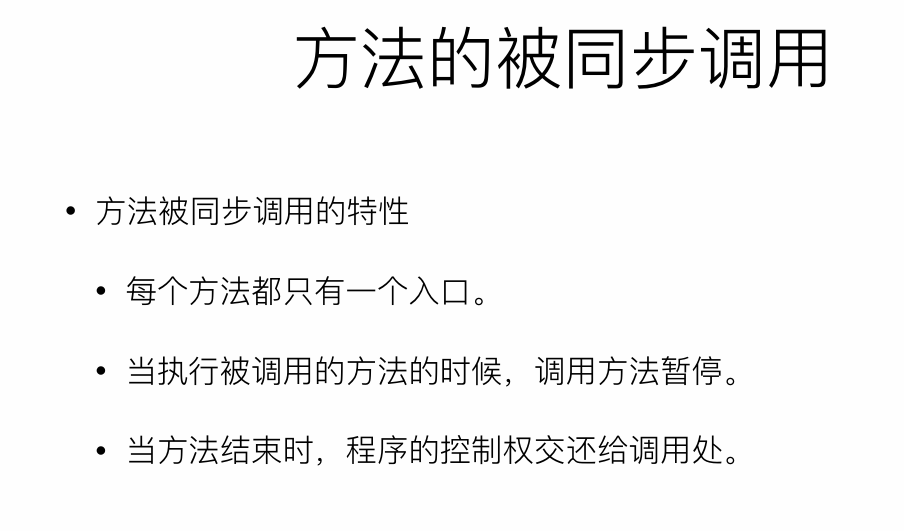 方法的被同步调用
• 方法被同步调用的特性
• 每个方法都只有一个入口。
• 当执行被调用的方法的时候，调用方法暂停。
• 当方法结束时，程序的控制权交还给调用处。